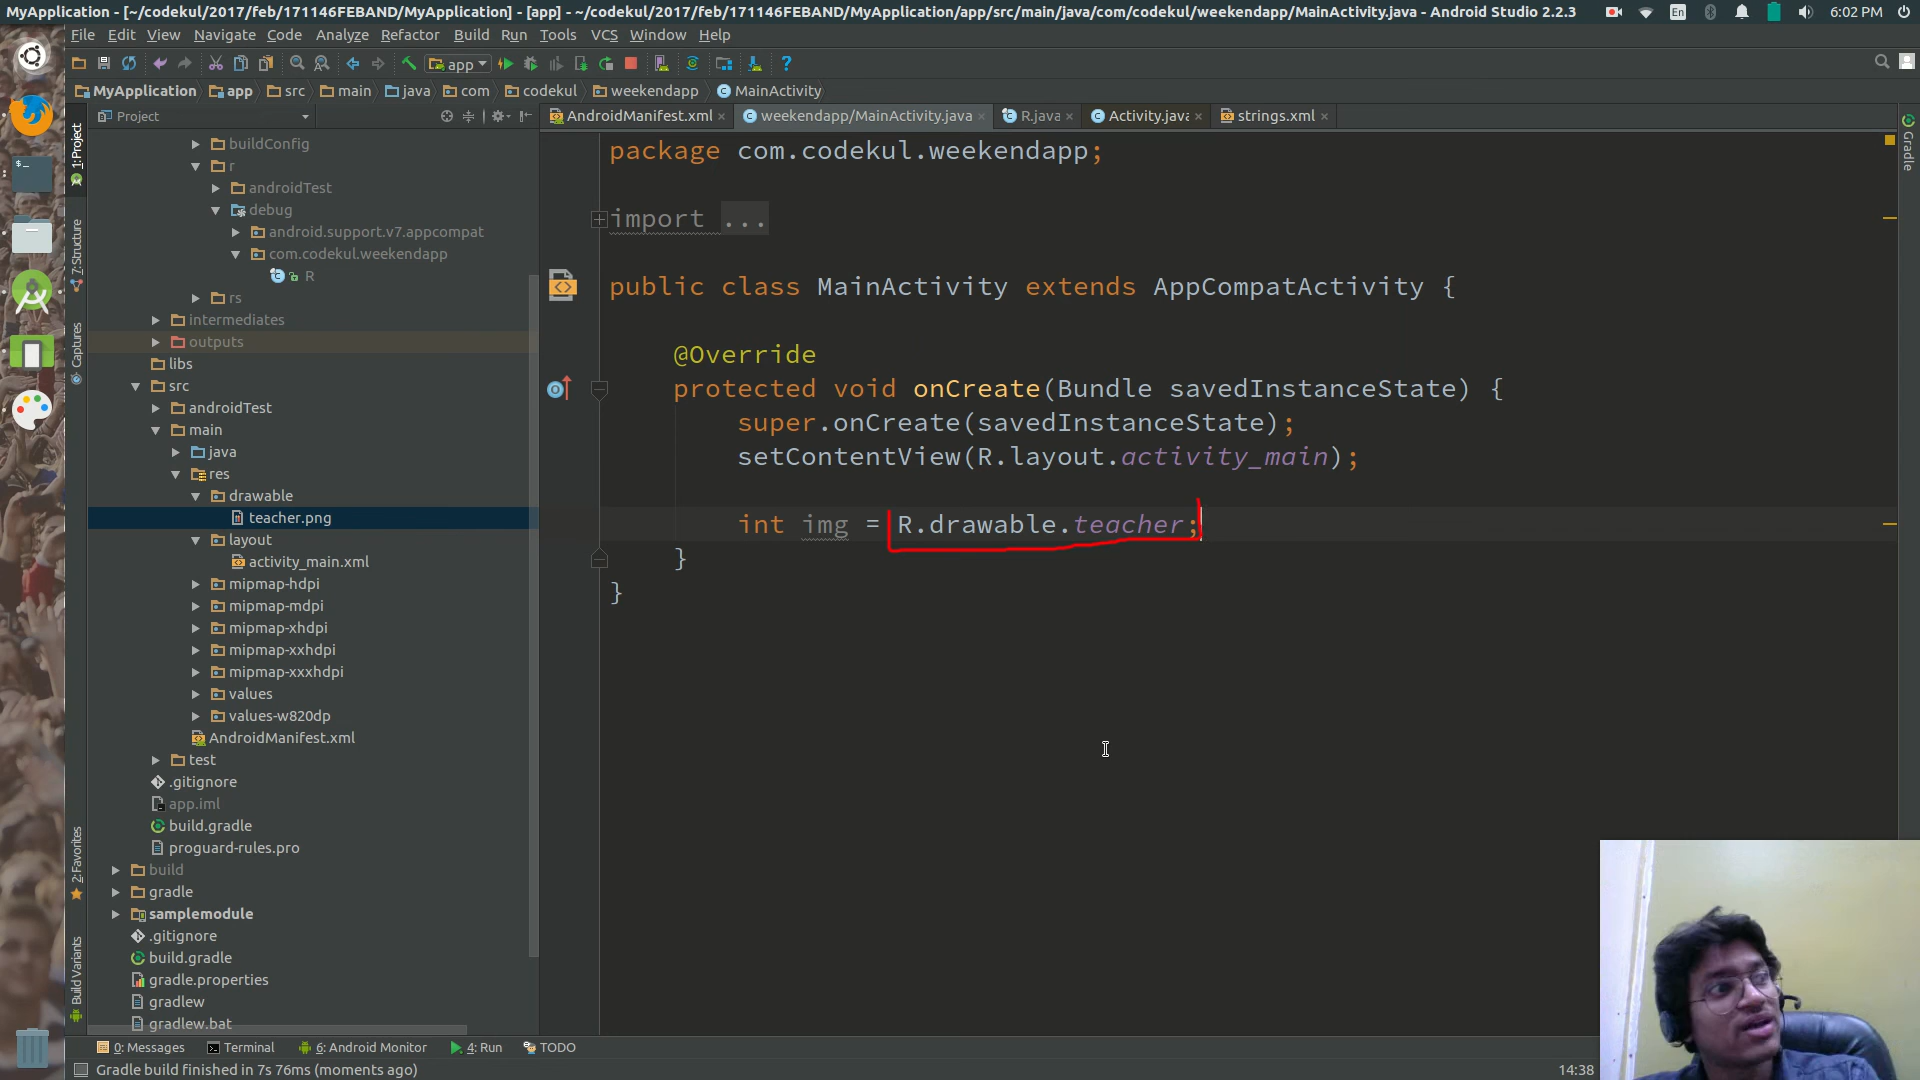 MyApplication - [~/codekul/2017/feb/171146FEBAND/MyApplication] - [app] - ~/codekul/2017/feb/171146FEBAND/MyApplication/app/src/main/java/com/codekul/weekendapp/MainActivity.java - Android Studio 2.2.3
En
6:02 PM
File Edit View Navigate Code Analyze Refactor Build Run Tools VCS Window Help
app
MyApplication app src main java com codekul weekendapp MainActivity
Project
AndroidManifest.xml weekendapp/MainActivity.java R.java Activity.java strings.xml
1: Project
7: Structure
Captures
2: Favorites
Build Variants
Gradle
buildConfig
r
androidTest
debug
android.support.v7.appcompat
com.codekul.weekendapp
R
rs
intermediates
outputs
libs
src
androidTest
main
java
res
drawable
teacher.png
layout
activity_main.xml
mipmap-hdpi
mipmap-mdpi
mipmap-xhdpi
mipmap-xxhdpi
mipmap-xxxhdpi
values
values-w820dp
AndroidManifest.xml
test
.gitignore
app.iml
build.gradle
proguard-rules.pro
build
gradle
samplemodule
.gitignore
build.gradle
gradle.properties
gradlew
gradlew.bat
package com.codekul.weekendapp;
import ...
public class MainActivity extends AppCompatActivity {
@Override
protected void onCreate(Bundle savedInstanceState) {
super.onCreate(savedInstanceState);
setContentView(R.layout.activity_main);
int img = R.drawable.teacher;
}
}
0: Messages Terminal 6: Android Monitor 4: Run TODO
Gradle build finished in 7s 76ms (moments ago)
14:38